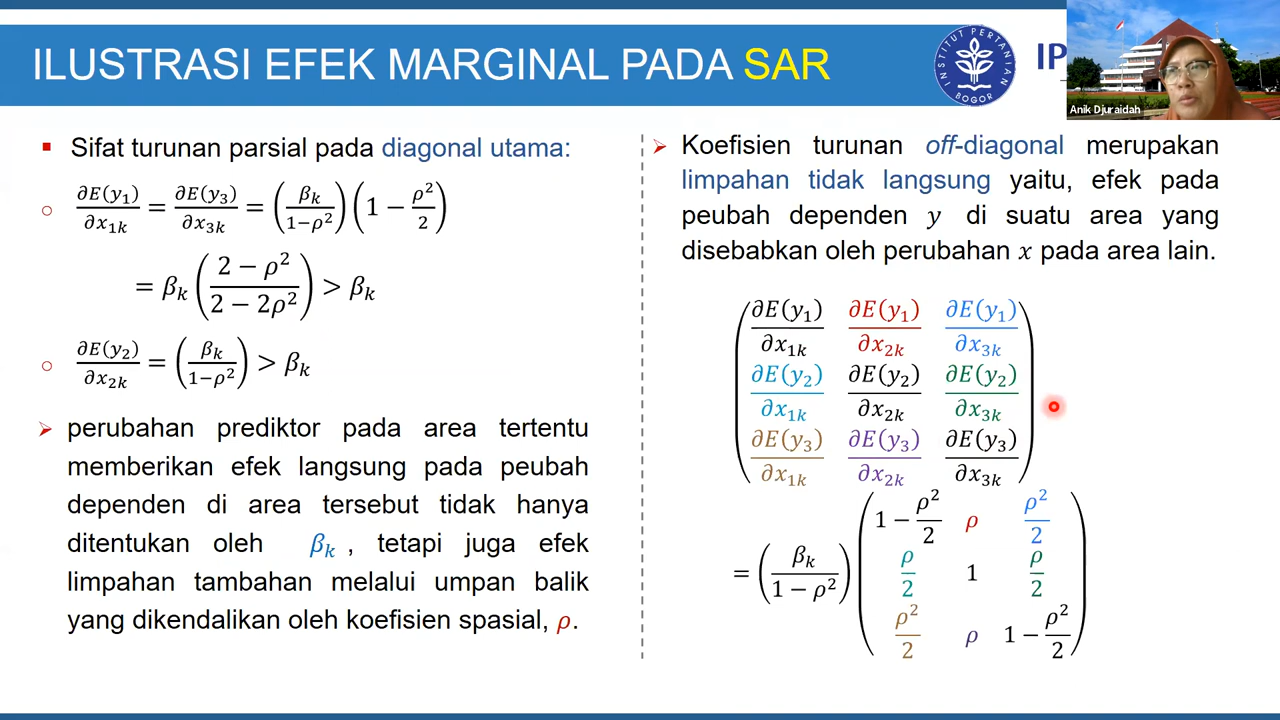 ILUSTRASI EFEK MARGINAL PADA SAR
INSTITUT PERTANIAN
BOGOR
IP
Anik Djuraidah
▪ Sifat turunan parsial pada diagonal utama:
○ ∂E(y₁)/∂x₁ₖ = ∂E(y₃)/∂x₃ₖ = (βₖ/(1−ρ²)) (1 − ρ²/2)
= βₖ ((2 − ρ²)/(2 − 2ρ²)) > βₖ
○ ∂E(y₂)/∂x₂ₖ = (βₖ/(1−ρ²)) > βₖ
➢ perubahan prediktor pada area tertentu
memberikan efek langsung pada peubah
dependen di area tersebut tidak hanya
ditentukan oleh βₖ , tetapi juga efek
limpahan tambahan melalui umpan balik
yang dikendalikan oleh koefisien spasial, ρ.
➢ Koefisien turunan off-diagonal merupakan
limpahan tidak langsung yaitu, efek pada
peubah dependen y di suatu area yang
disebabkan oleh perubahan x pada area lain.
∂E(y₁)/∂x₁ₖ ∂E(y₁)/∂x₂ₖ ∂E(y₁)/∂x₃ₖ
∂E(y₂)/∂x₁ₖ ∂E(y₂)/∂x₂ₖ ∂E(y₂)/∂x₃ₖ
∂E(y₃)/∂x₁ₖ ∂E(y₃)/∂x₂ₖ ∂E(y₃)/∂x₃ₖ
1 − ρ²/2 ρ ρ²/2
= (βₖ/(1 − ρ²)) ρ/2 1 ρ/2
ρ²/2 ρ 1 − ρ²/2